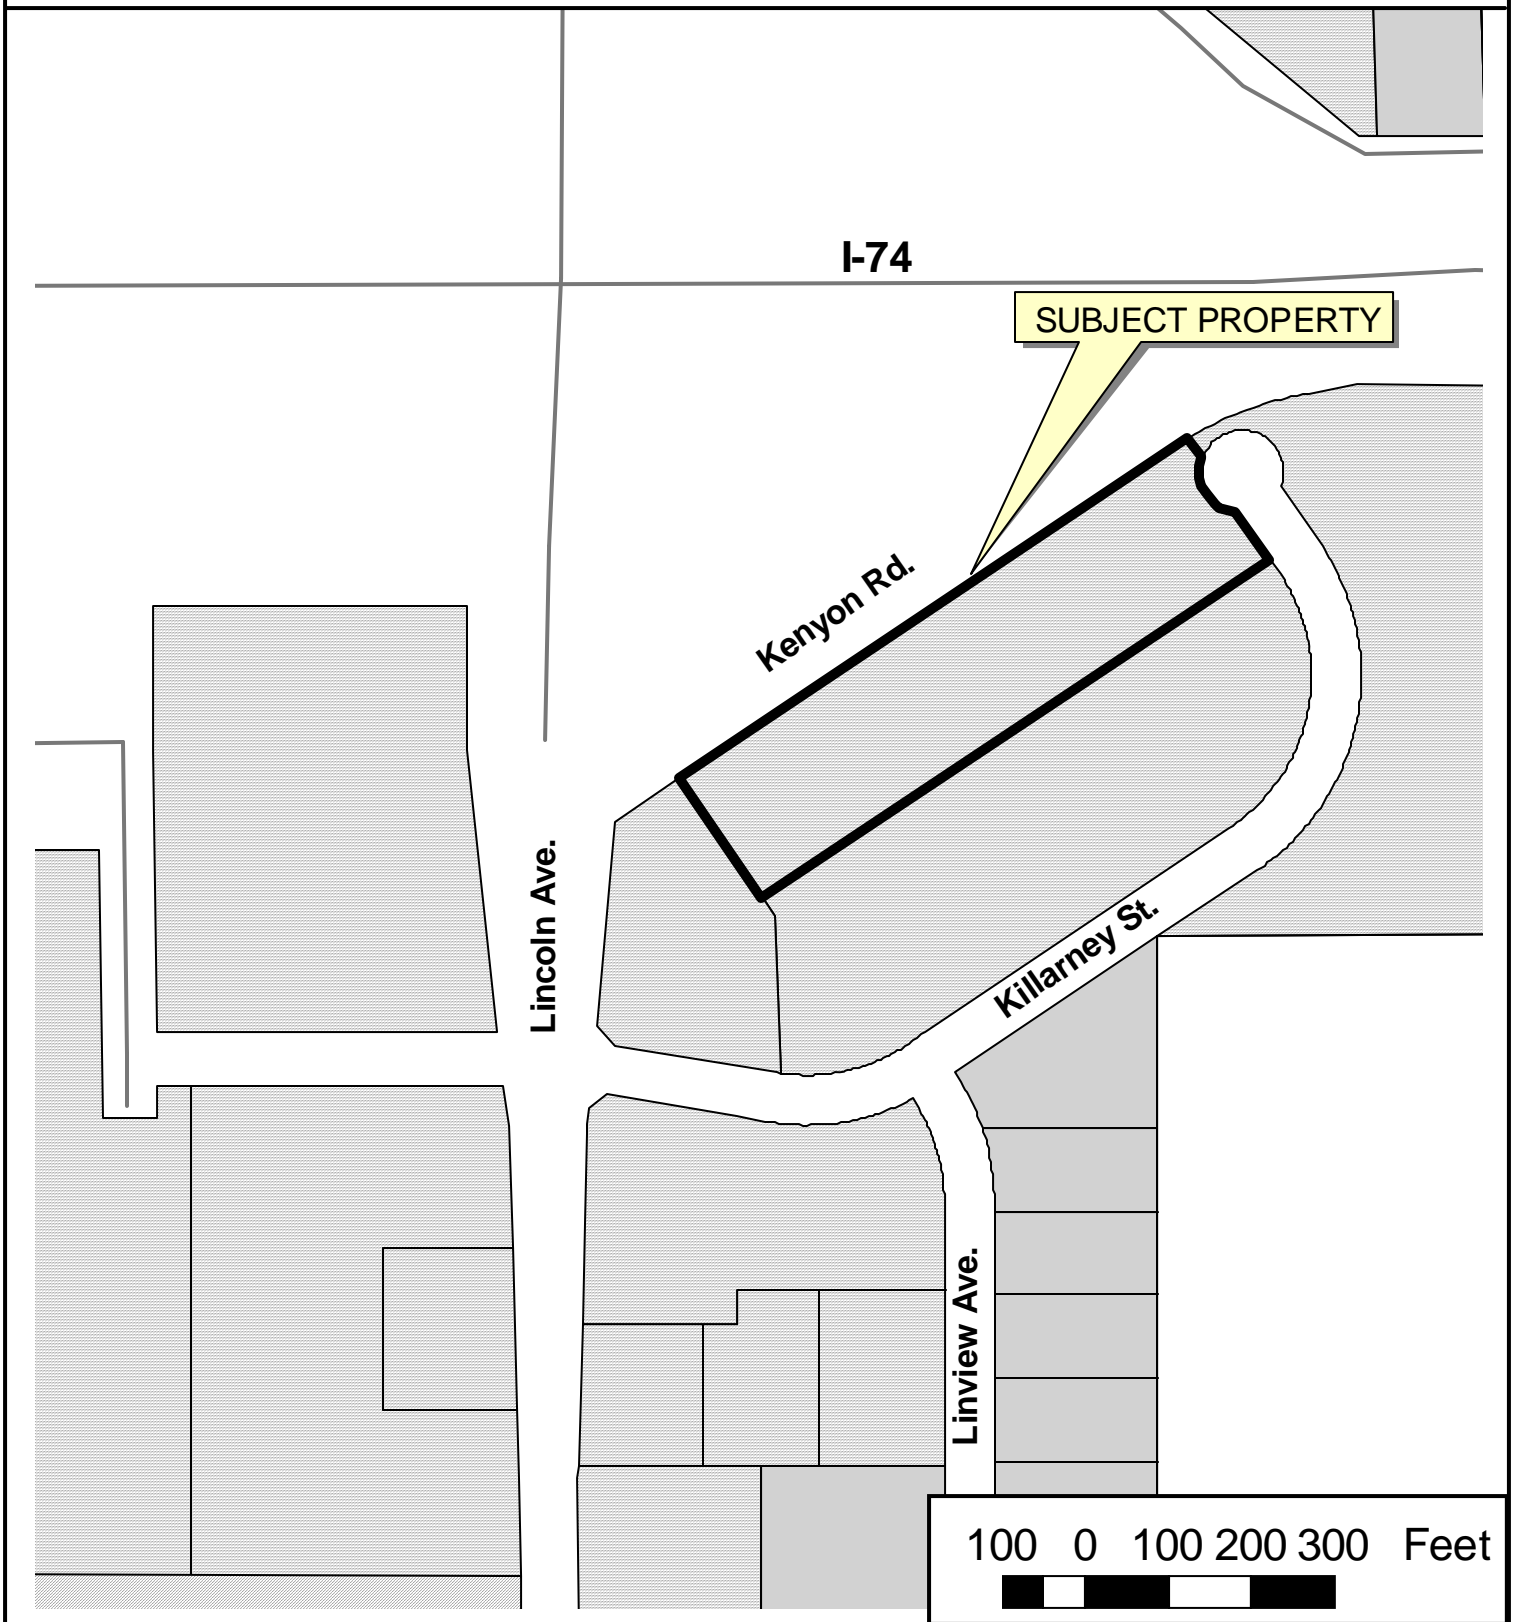 I-74
SUBJECT PROPERTY
Kenyon Rd.
Lincoln Ave.
Killarney St.
Linview Ave.
100 0 100 200 300 Feet